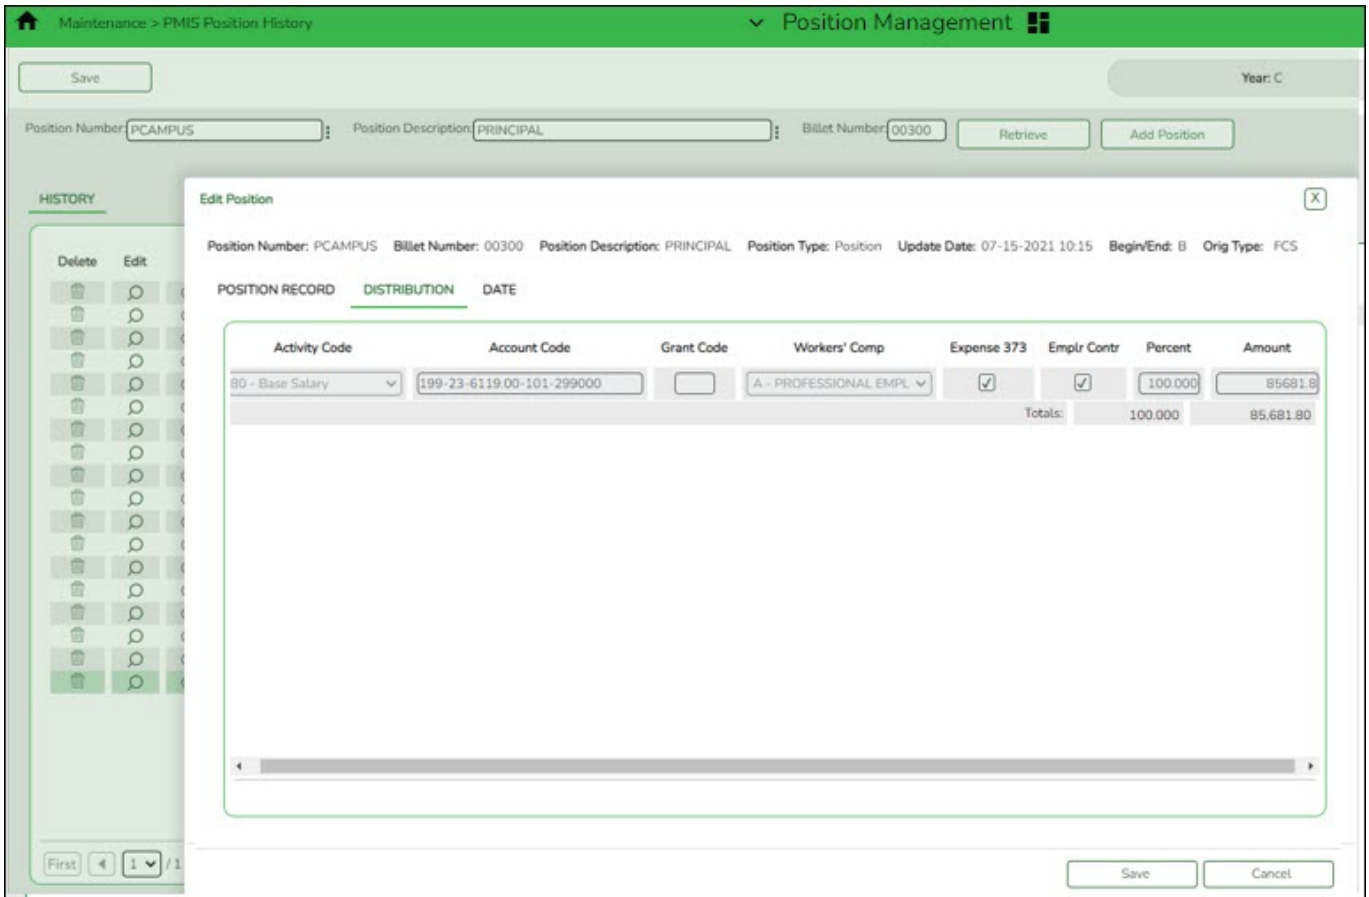 Maintenance > PMIS Position History
Position Management
Save
Year: C
Position Number: PCAMPUS Position Description: PRINCIPAL Billet Number: 00300 Retrieve Add Position
HISTORY
Edit Position X
Position Number: PCAMPUS Billet Number: 00300 Position Description: PRINCIPAL Position Type: Position Update Date: 07-15-2021 10:15 Begin/End: B Orig Type: FCS
Delete Edit
POSITION RECORD DISTRIBUTION DATE
Activity Code Account Code Grant Code Workers' Comp Expense 373 Emplr Contr Percent Amount
80 - Base Salary 199-23-6119.00-101-299000 A - PROFESSIONAL EMPL 100.000 85681.8
Totals: 100.000 85,681.80
First 1 / 1
Save Cancel